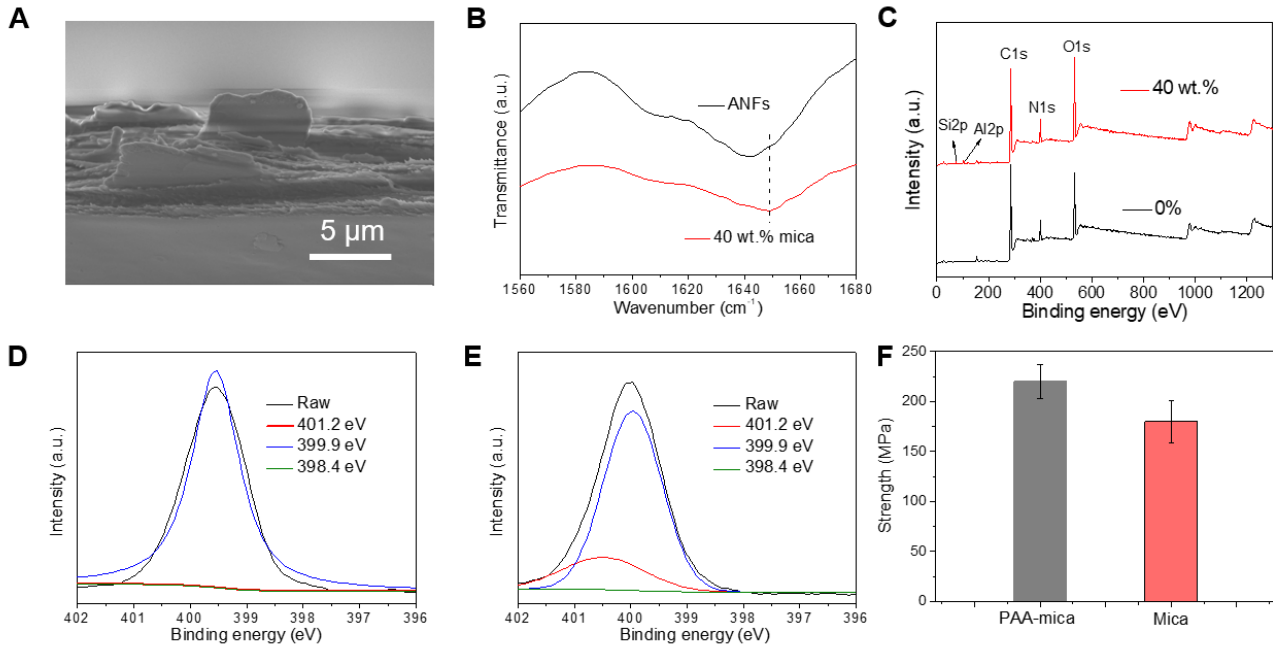 A
5 μm
B
Transmittance (a.u.)
ANFs
40 wt.% mica
1560 1580 1600 1620 1640 1660 1680
Wavenumber (cm⁻¹)
C
Intensity (a.u.)
C1s
O1s
N1s
Si2p
Al2p
40 wt.%
0%
0 200 400 600 800 1000 1200
Binding energy (eV)
D
Intensity (a.u.)
Raw
401.2 eV
399.9 eV
398.4 eV
402 401 400 399 398 397 396
Binding energy (eV)
E
Intensity (a.u.)
Raw
401.2 eV
399.9 eV
398.4 eV
402 401 400 399 398 397 396
Binding energy (eV)
F
Strength (MPa)
250
200
150
100
50
0
PAA-mica Mica